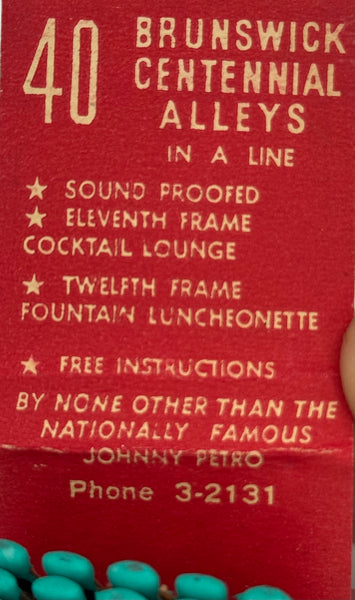 40 BRUNSWICK
CENTENNIAL
ALLEYS
IN A LINE
★ SOUND PROOFED
★ ELEVENTH FRAME
COCKTAIL LOUNGE
★ TWELFTH FRAME
FOUNTAIN LUNCHEONETTE
★ FREE INSTRUCTIONS
BY NONE OTHER THAN THE
NATIONALLY FAMOUS
JOHNNY PETRO
Phone 3-2131